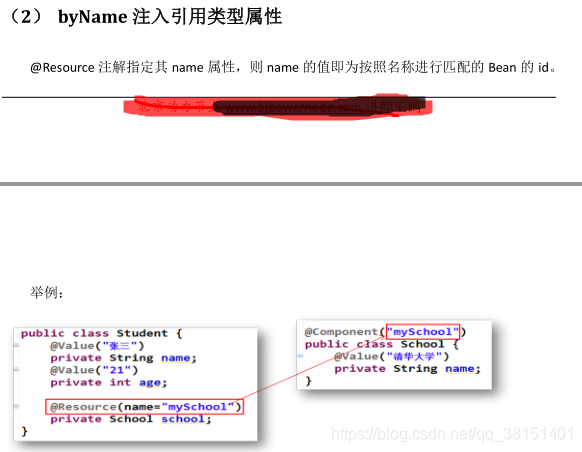 （2） byName 注入引用类型属性
@Resource 注解指定其 name 属性，则 name 的值即为按照名称进行匹配的 Bean 的 id。
举例：
public class Student {
@Value("张三")
private String name;
@Value("21")
private int age;
@Resource(name="mySchool")
private School school;
}
@Component("mySchool")
public class School {
@Value("清华大学")
private String name;
}
https://blog.csdn.net/qq_38151401